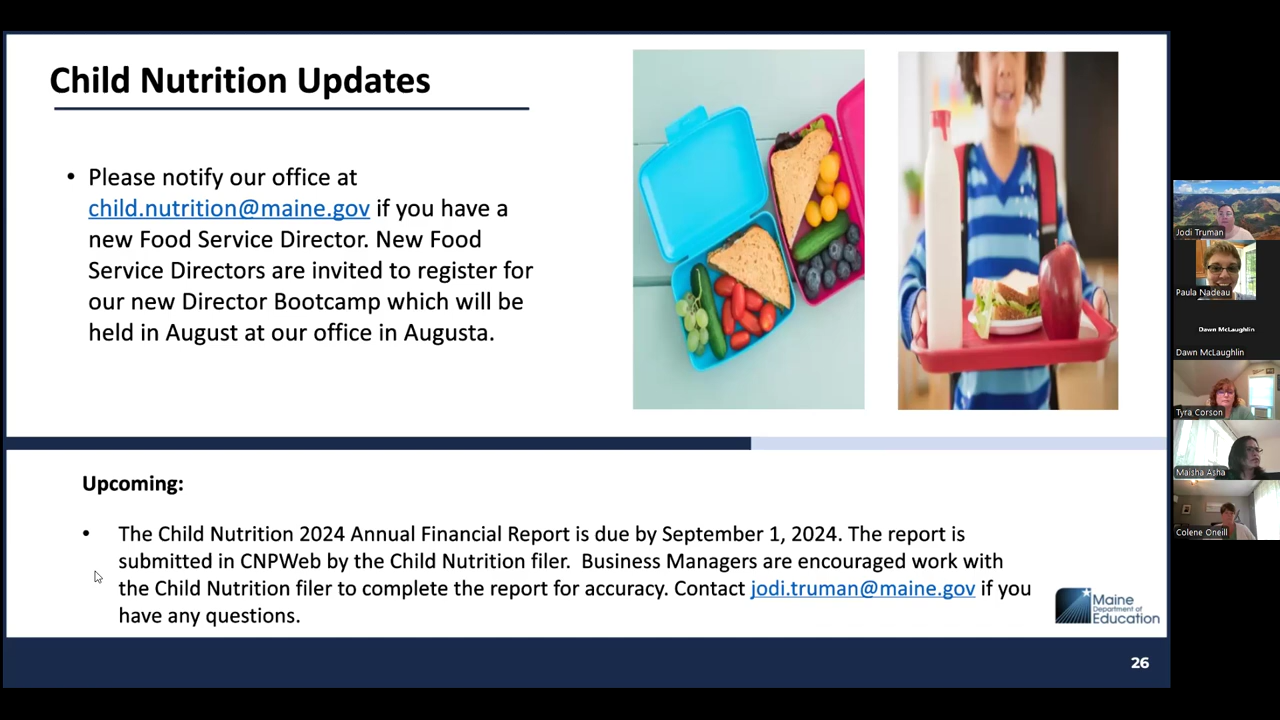 Child Nutrition Updates
• Please notify our office at
child.nutrition@maine.gov if you have a
new Food Service Director. New Food
Service Directors are invited to register for
our new Director Bootcamp which will be
held in August at our office in Augusta.
Upcoming:
• The Child Nutrition 2024 Annual Financial Report is due by September 1, 2024. The report is
submitted in CNPWeb by the Child Nutrition filer. Business Managers are encouraged work with
the Child Nutrition filer to complete the report for accuracy. Contact jodi.truman@maine.gov if you
have any questions.
Maine
Department of
Education
26
Jodi Truman
Paula Nadeau
Dawn McLaughlin
Dawn McLaughlin
Tyra Corson
Maisha Asha
Colene Oneill